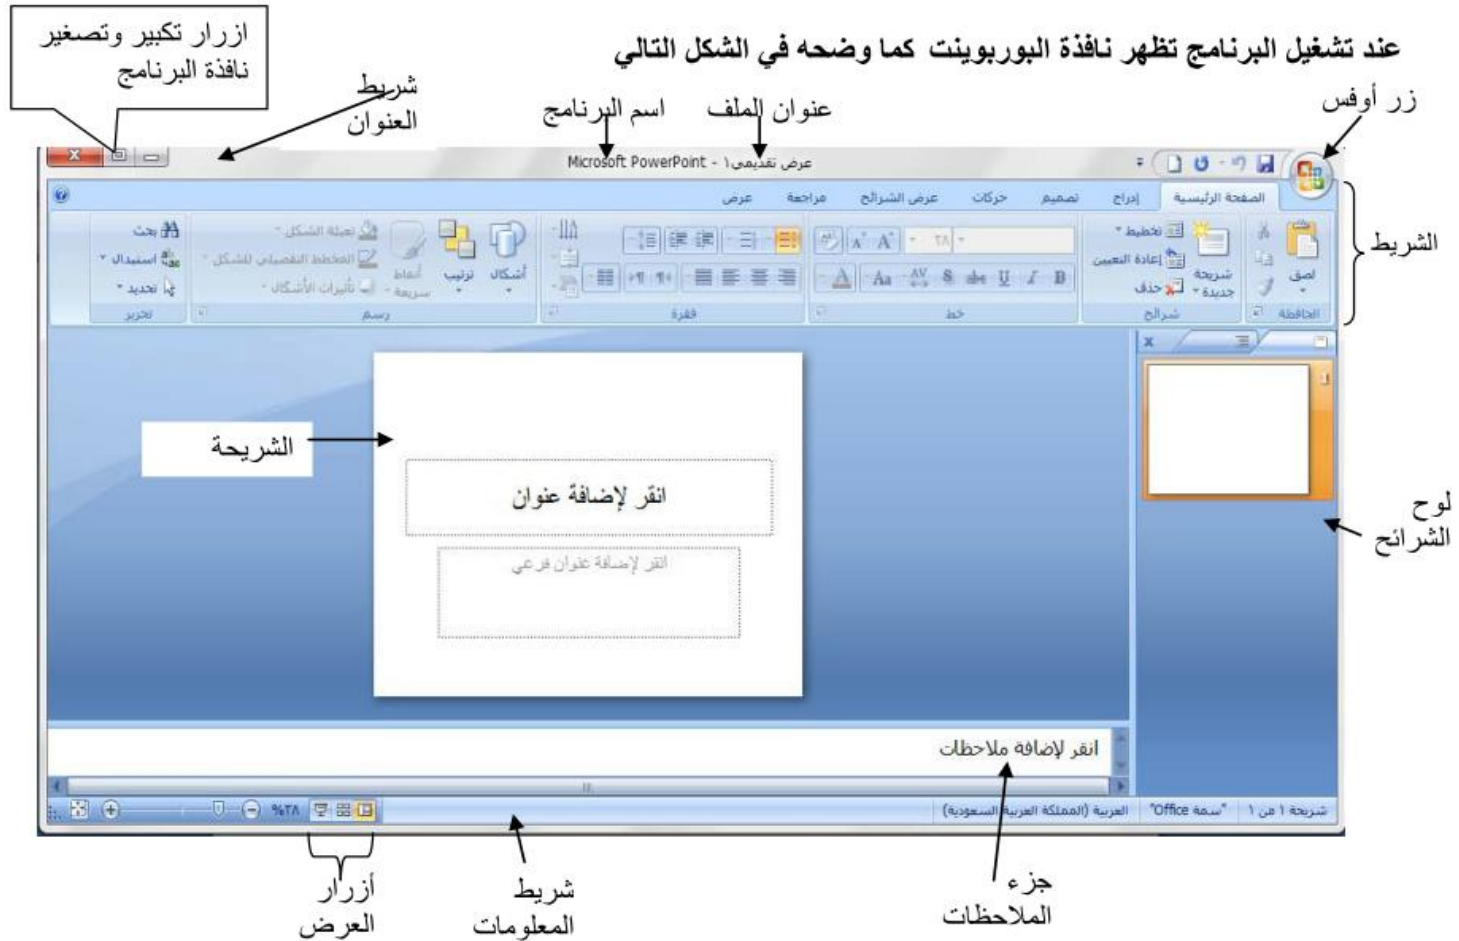 ازرار تكبير وتصغير
نافذة البرنامج
عند تشغيل البرنامج تظهر نافذة البوربوينت كما وضحه في الشكل التالي
زر أوفس
عنوان الملف
اسم البرنامج
شريط
العنوان
عرض تقديمي١ - Microsoft PowerPoint
الصفحة الرئيسية إدراج تصميم حركات عرض الشرائح مراجعة عرض
الشريط
لصق
الحافظة
شريحة
جديدة
تخطيط
إعادة التعيين
حذف
شرائح
٢٨
B I U abc S AV Aa A
خط
فقرة
أشكال
ترتيب
أنماط
سريعة
تعبئة الشكل
المخطط التفصيلي للشكل
تأثيرات الأشكال
رسم
بحث
استبدال
تحديد
تحرير
1
الشريحة
انقر لإضافة عنوان
انقر لإضافة عنوان فرعي
لوح
الشرائح
انقر لإضافة ملاحظات
شريحة ١ من ١ "سمة Office" العربية (المملكة العربية السعودية) ٣٨%
جزء
الملاحظات
شريط
المعلومات
أزرار
العرض